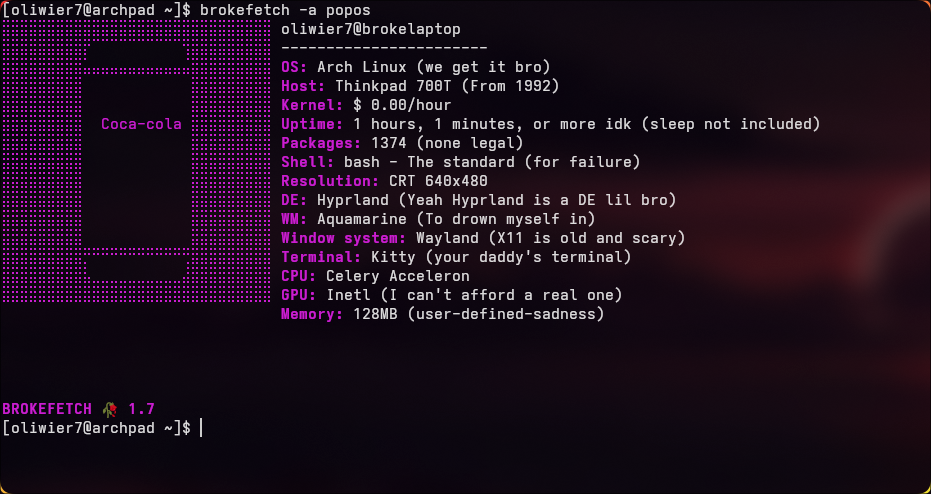 [oliwier7@archpad ~]$ brokefetch -a popos
oliwier7@brokelaptop
-----------------------
OS: Arch Linux (we get it bro)
Host: Thinkpad 700T (From 1992)
Kernel: $ 0.00/hour
Coca-cola
Uptime: 1 hours, 1 minutes, or more idk (sleep not included)
Packages: 1374 (none legal)
Shell: bash - The standard (for failure)
Resolution: CRT 640x480
DE: Hyprland (Yeah Hyprland is a DE lil bro)
WM: Aquamarine (To drown myself in)
Window system: Wayland (X11 is old and scary)
Terminal: Kitty (your daddy's terminal)
CPU: Celery Acceleron
GPU: Inetl (I can't afford a real one)
Memory: 128MB (user-defined-sadness)
BROKEFETCH 🥀 1.7
[oliwier7@archpad ~]$